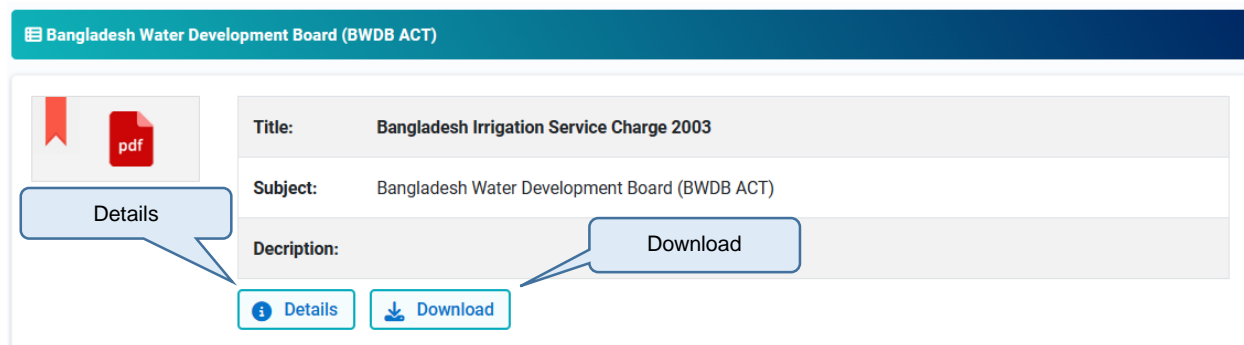 Bangladesh Water Development Board (BWDB ACT)
pdf
Title: Bangladesh Irrigation Service Charge 2003
Subject: Bangladesh Water Development Board (BWDB ACT)
Details
Decription:
Download
Details Download